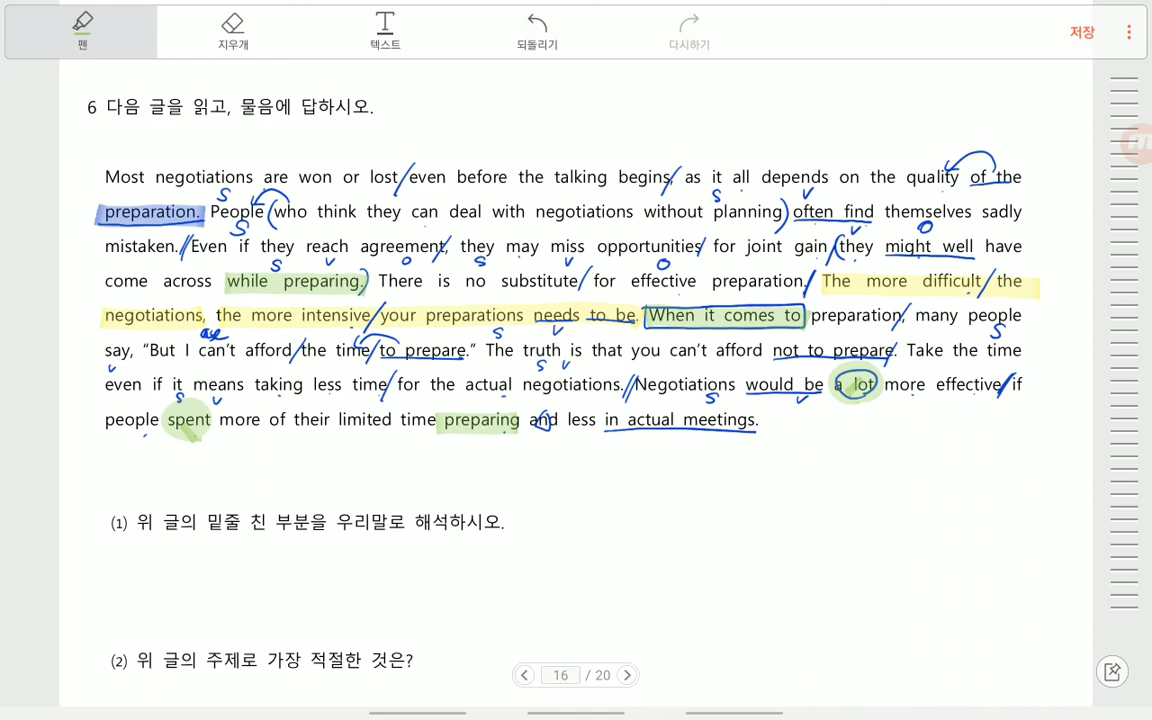 펜
지우개
텍스트
되돌리기
다시하기
저장
6 다음 글을 읽고, 물음에 답하시오.
Most negotiations are won or lost even before the talking begins, as it all depends on the quality of the
preparation. People who think they can deal with negotiations without planning often find themselves sadly
mistaken. Even if they reach agreement, they may miss opportunities for joint gain they might well have
come across while preparing. There is no substitute for effective preparation. The more difficult the
negotiations, the more intensive your preparations needs to be. When it comes to preparation, many people
say, “But I can’t afford the time to prepare.” The truth is that you can’t afford not to prepare. Take the time
even if it means taking less time for the actual negotiations. Negotiations would be a lot more effective if
people spent more of their limited time preparing and less in actual meetings.
(1) 위 글의 밑줄 친 부분을 우리말로 해석하시오.
(2) 위 글의 주제로 가장 적절한 것은?
16 / 20